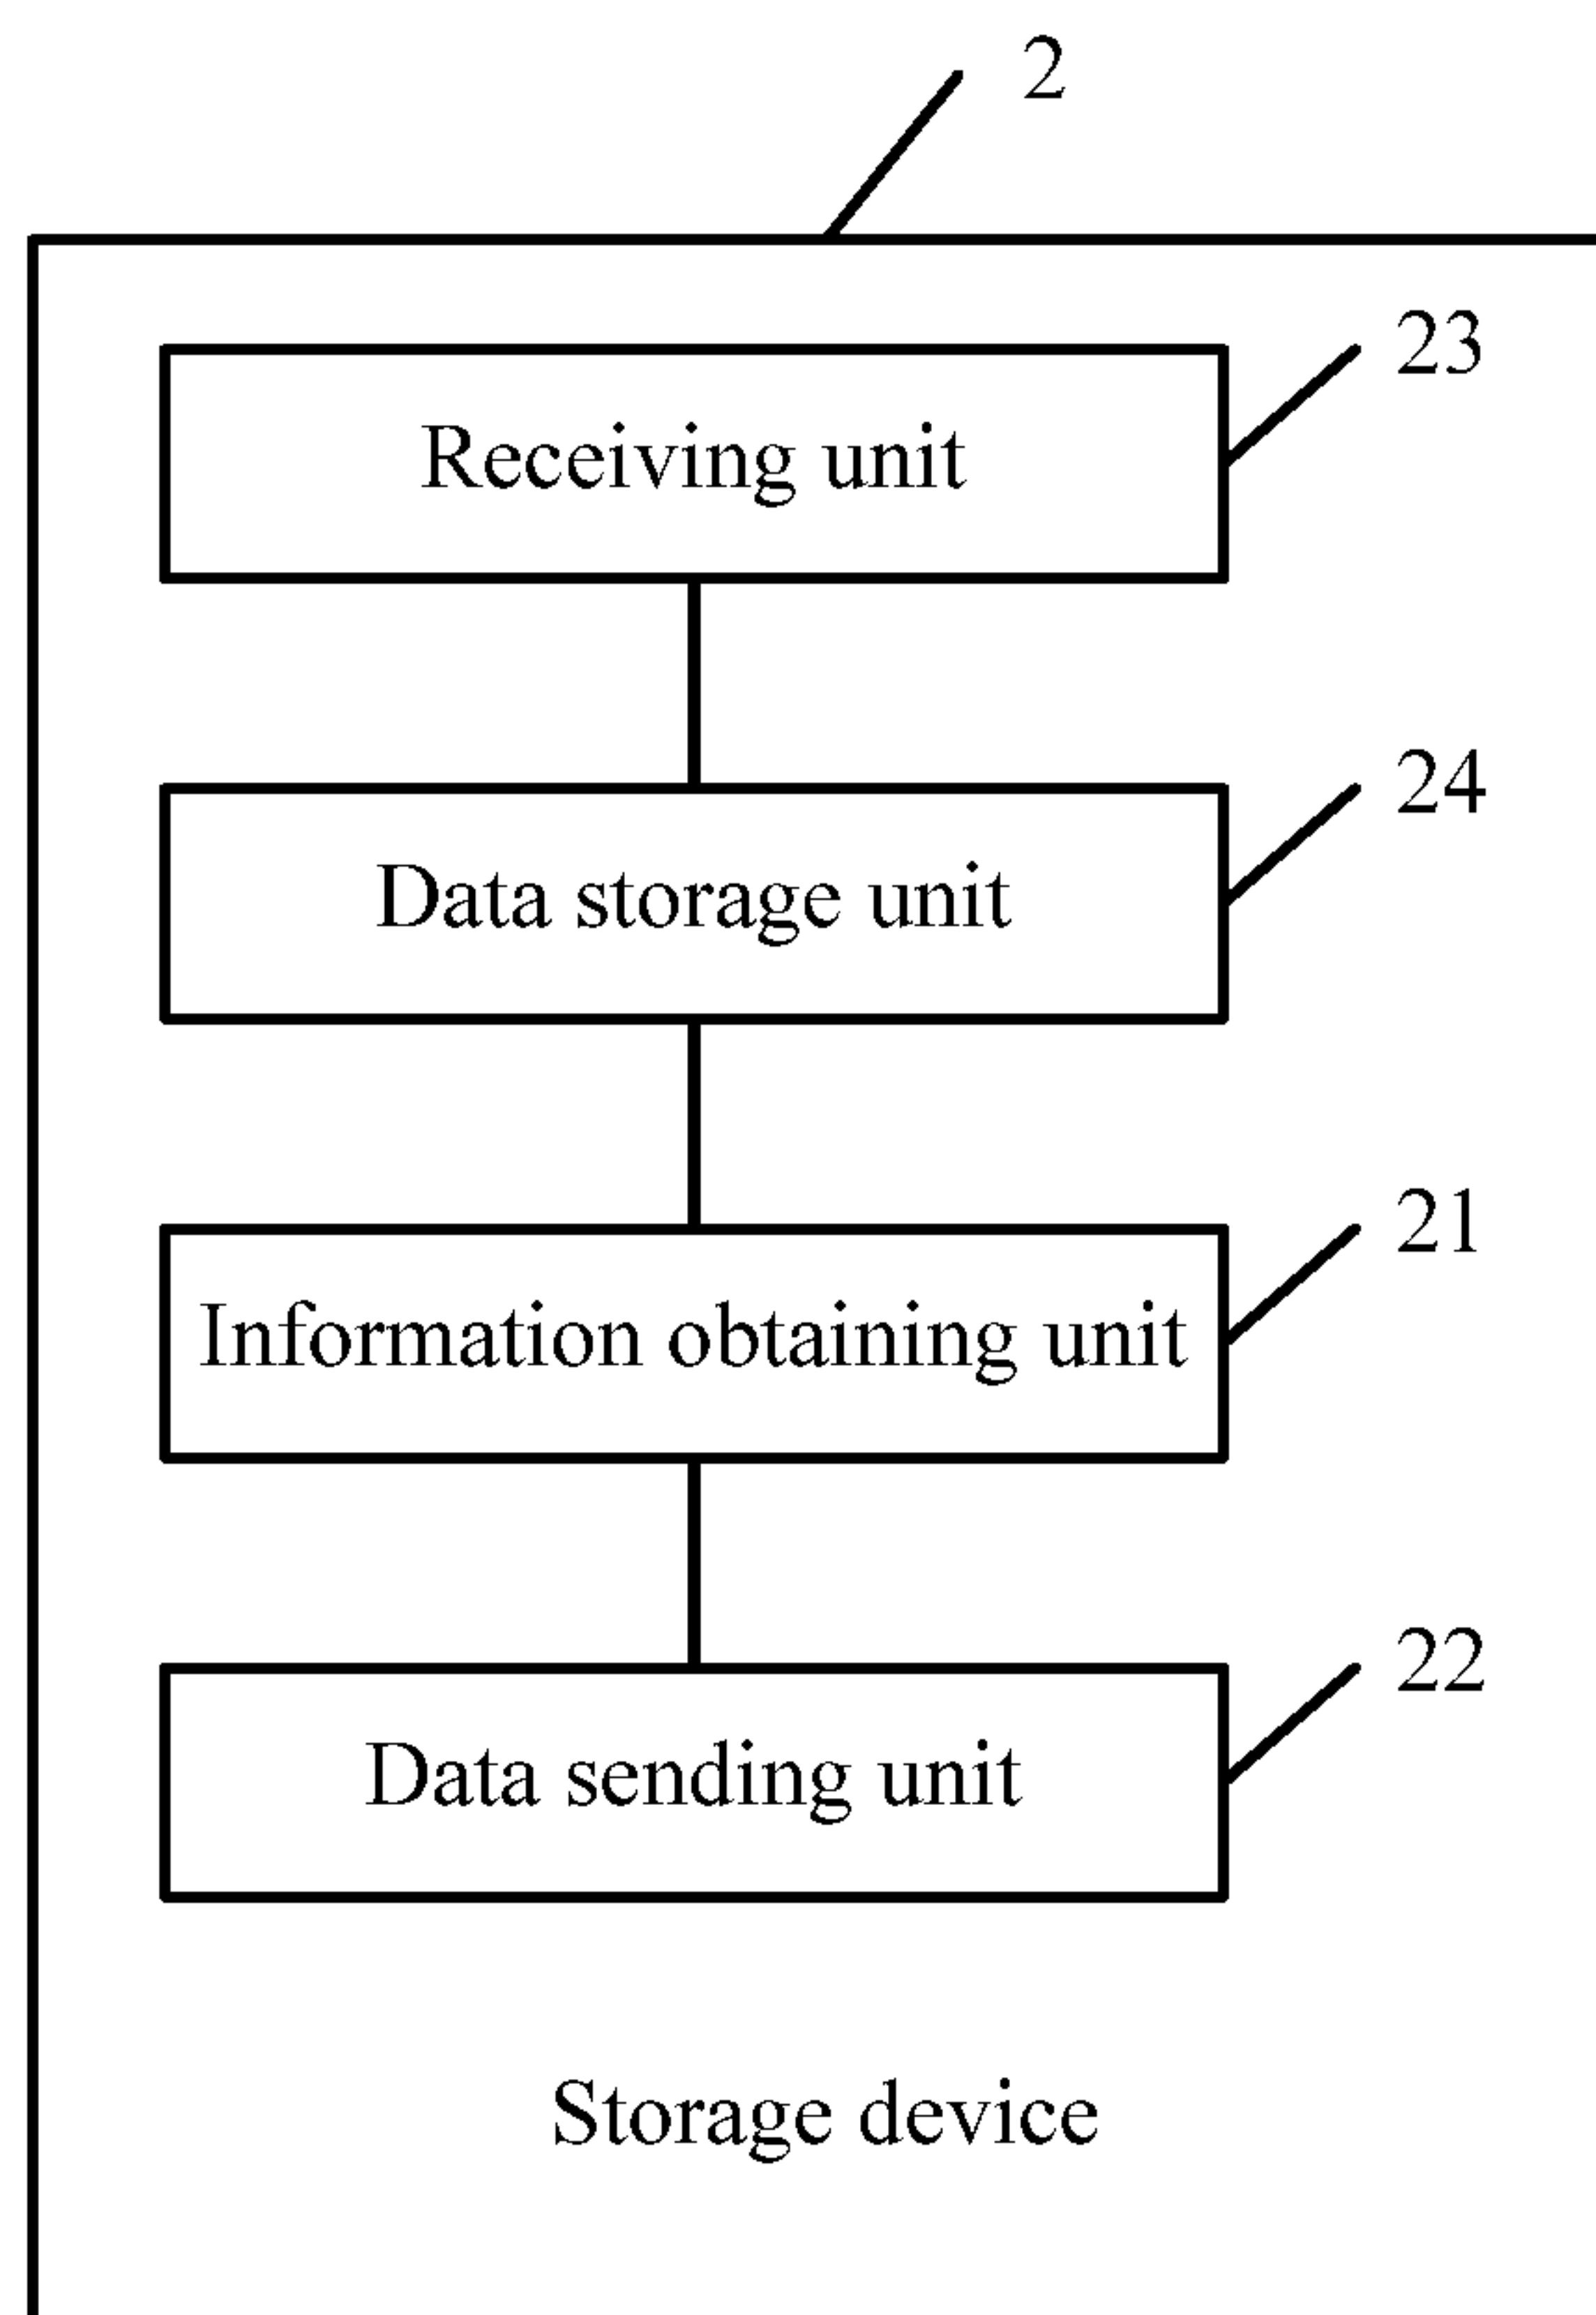 2
23
Receiving unit
24
Data storage unit
21
Information obtaining unit
22
Data sending unit
Storage device